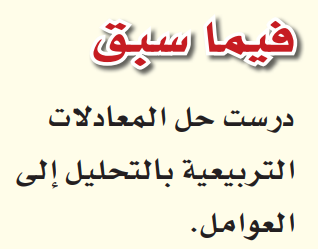 فيما سبق
درست حل المعادلات
التربيعية بالتحليل إلى
العوامل.